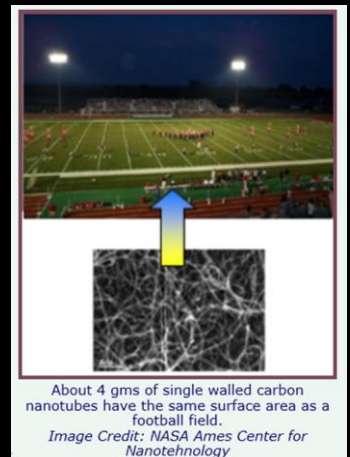 About 4 gms of single walled carbon
nanotubes have the same surface area as a
football field.
Image Credit: NASA Ames Center for
Nanotehnology